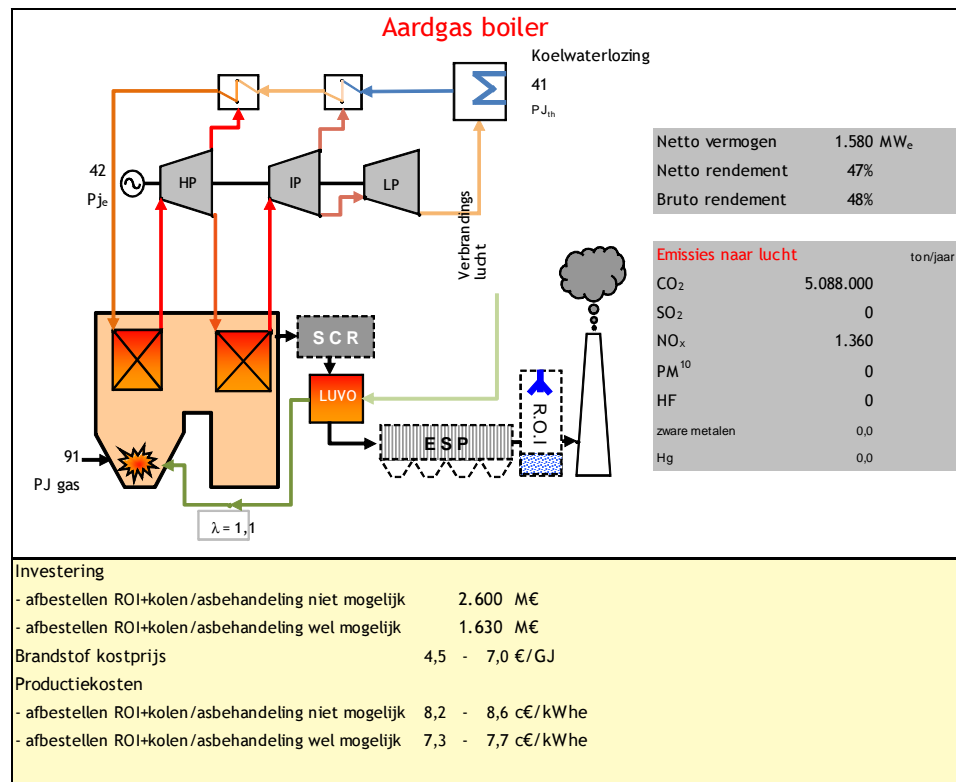 Aardgas boiler
Koelwaterlozing
41
PJth
42
Pje
HP
IP
LP
Verbrandings
lucht
Netto vermogen 1.580 MWe
Netto rendement 47%
Bruto rendement 48%
Emissies naar lucht ton/jaar
CO2 5.088.000
SO2 0
NOx 1.360
PM10 0
HF 0
zware metalen 0,0
Hg 0,0
SCR
LUVO
ESP
R.O.I
91
PJ gas
λ = 1,1
Investering
- afbestellen ROI+kolen/asbehandeling niet mogelijk 2.600 M€
- afbestellen ROI+kolen/asbehandeling wel mogelijk 1.630 M€
Brandstof kostprijs 4,5 - 7,0 €/GJ
Productiekosten
- afbestellen ROI+kolen/asbehandeling niet mogelijk 8,2 - 8,6 c€/kWhe
- afbestellen ROI+kolen/asbehandeling wel mogelijk 7,3 - 7,7 c€/kWhe